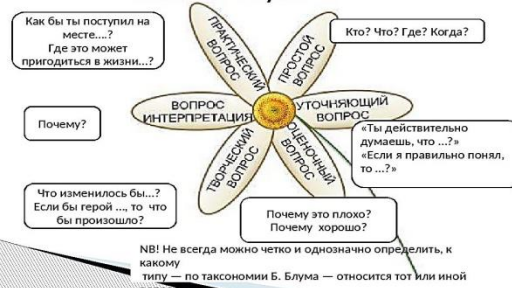 Как бы ты поступил на
месте….?
Где это может
пригодиться в жизни…?
ПРАКТИЧЕСКИЙ
ВОПРОС
ПРОСТОЙ
ВОПРОС
Кто? Что? Где? Когда?
Почему?
ВОПРОС
ИНТЕРПРЕТАЦИЯ
УТОЧНЯЮЩИЙ
ВОПРОС
«Ты действительно
думаешь, что …?»
«Если я правильно понял,
то …?»
ТВОРЧЕСКИЙ
ВОПРОС
ОЦЕНОЧНЫЙ
ВОПРОС
Что изменилось бы…?
Если бы герой …, то что
бы произошло?
Почему это плохо?
Почему хорошо?
NB! Не всегда можно четко и однозначно определить, к
какому
типу — по таксономии Б. Блума — относится тот или иной